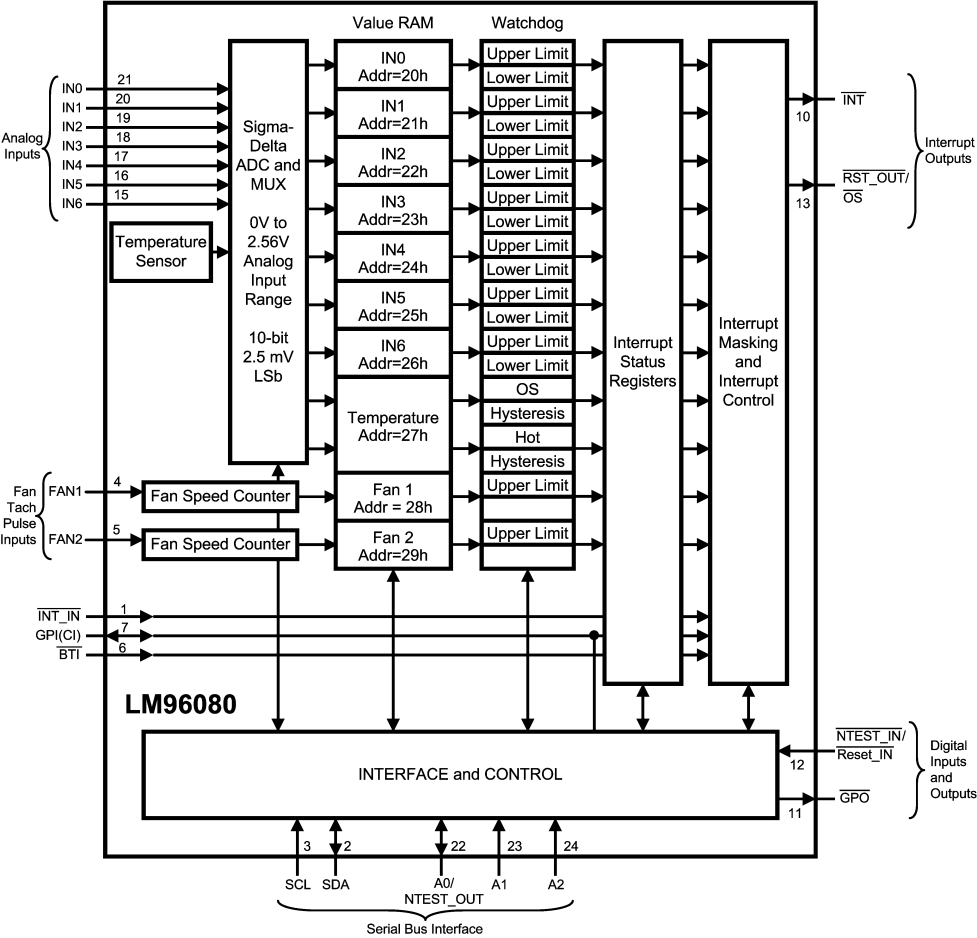 Value RAM
Watchdog
Analog
Inputs
IN0
21
IN1
20
IN2
19
IN3
18
IN4
17
IN5
16
IN6
15
Temperature
Sensor
Sigma-
Delta
ADC and
MUX
0V to
2.56V
Analog
Input
Range
10-bit
2.5 mV
LSb
IN0
Addr=20h
IN1
Addr=21h
IN2
Addr=22h
IN3
Addr=23h
IN4
Addr=24h
IN5
Addr=25h
IN6
Addr=26h
Temperature
Addr=27h
Fan 1
Addr = 28h
Fan 2
Addr=29h
Upper Limit
Lower Limit
Upper Limit
Lower Limit
Upper Limit
Lower Limit
Upper Limit
Lower Limit
Upper Limit
Lower Limit
Upper Limit
Lower Limit
Upper Limit
Lower Limit
OS
Hysteresis
Hot
Hysteresis
Upper Limit
Upper Limit
Interrupt
Status
Registers
Interrupt
Masking
and
Interrupt
Control
INT
10
RST_OUT/
OS
13
Interrupt
Outputs
Fan
Tach
Pulse
Inputs
FAN1
4
Fan Speed Counter
FAN2
5
Fan Speed Counter
INT_IN
1
GPI(CI)
7
BTI
6
LM96080
INTERFACE and CONTROL
NTEST_IN/
Reset_IN
12
GPO
11
Digital
Inputs
and
Outputs
3
2
22
23
24
SCL
SDA
A0/
NTEST_OUT
A1
A2
Serial Bus Interface